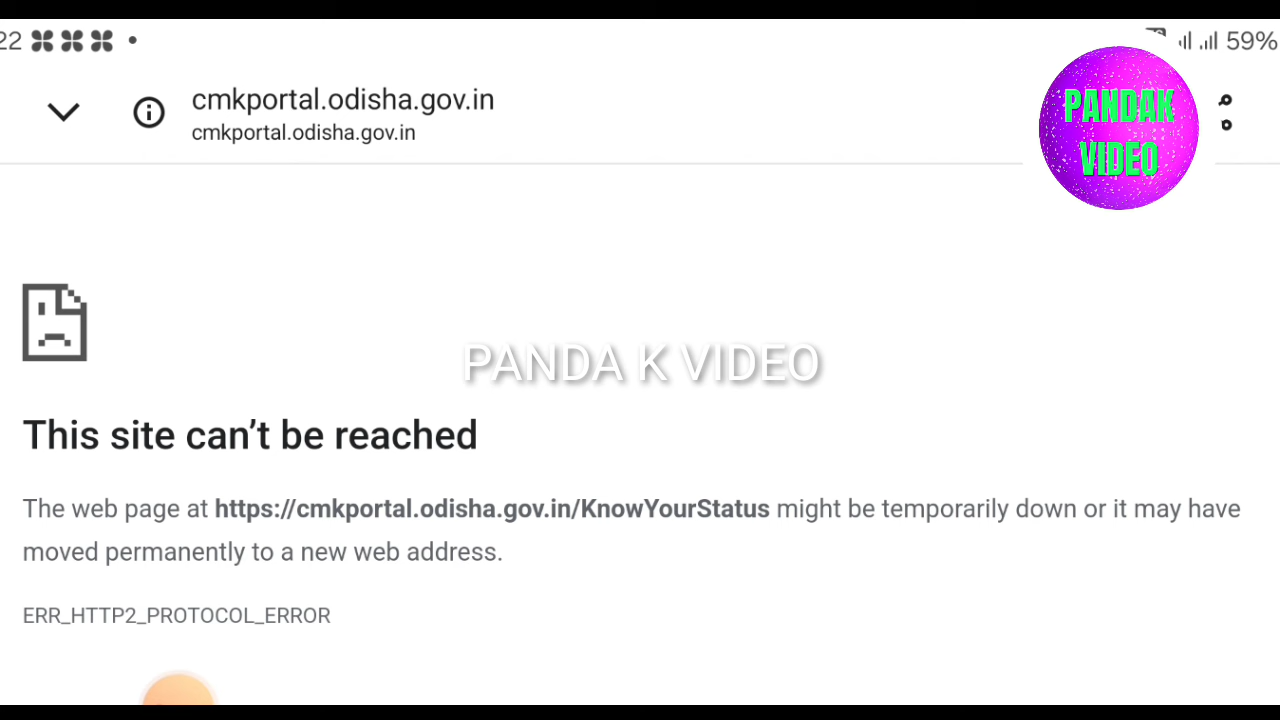 22
59%
cmkportal.odisha.gov.in
cmkportal.odisha.gov.in
PANDAK
VIDEO
PANDA K VIDEO
This site can’t be reached
The web page at https://cmkportal.odisha.gov.in/KnowYourStatus might be temporarily down or it may have
moved permanently to a new web address.
ERR_HTTP2_PROTOCOL_ERROR